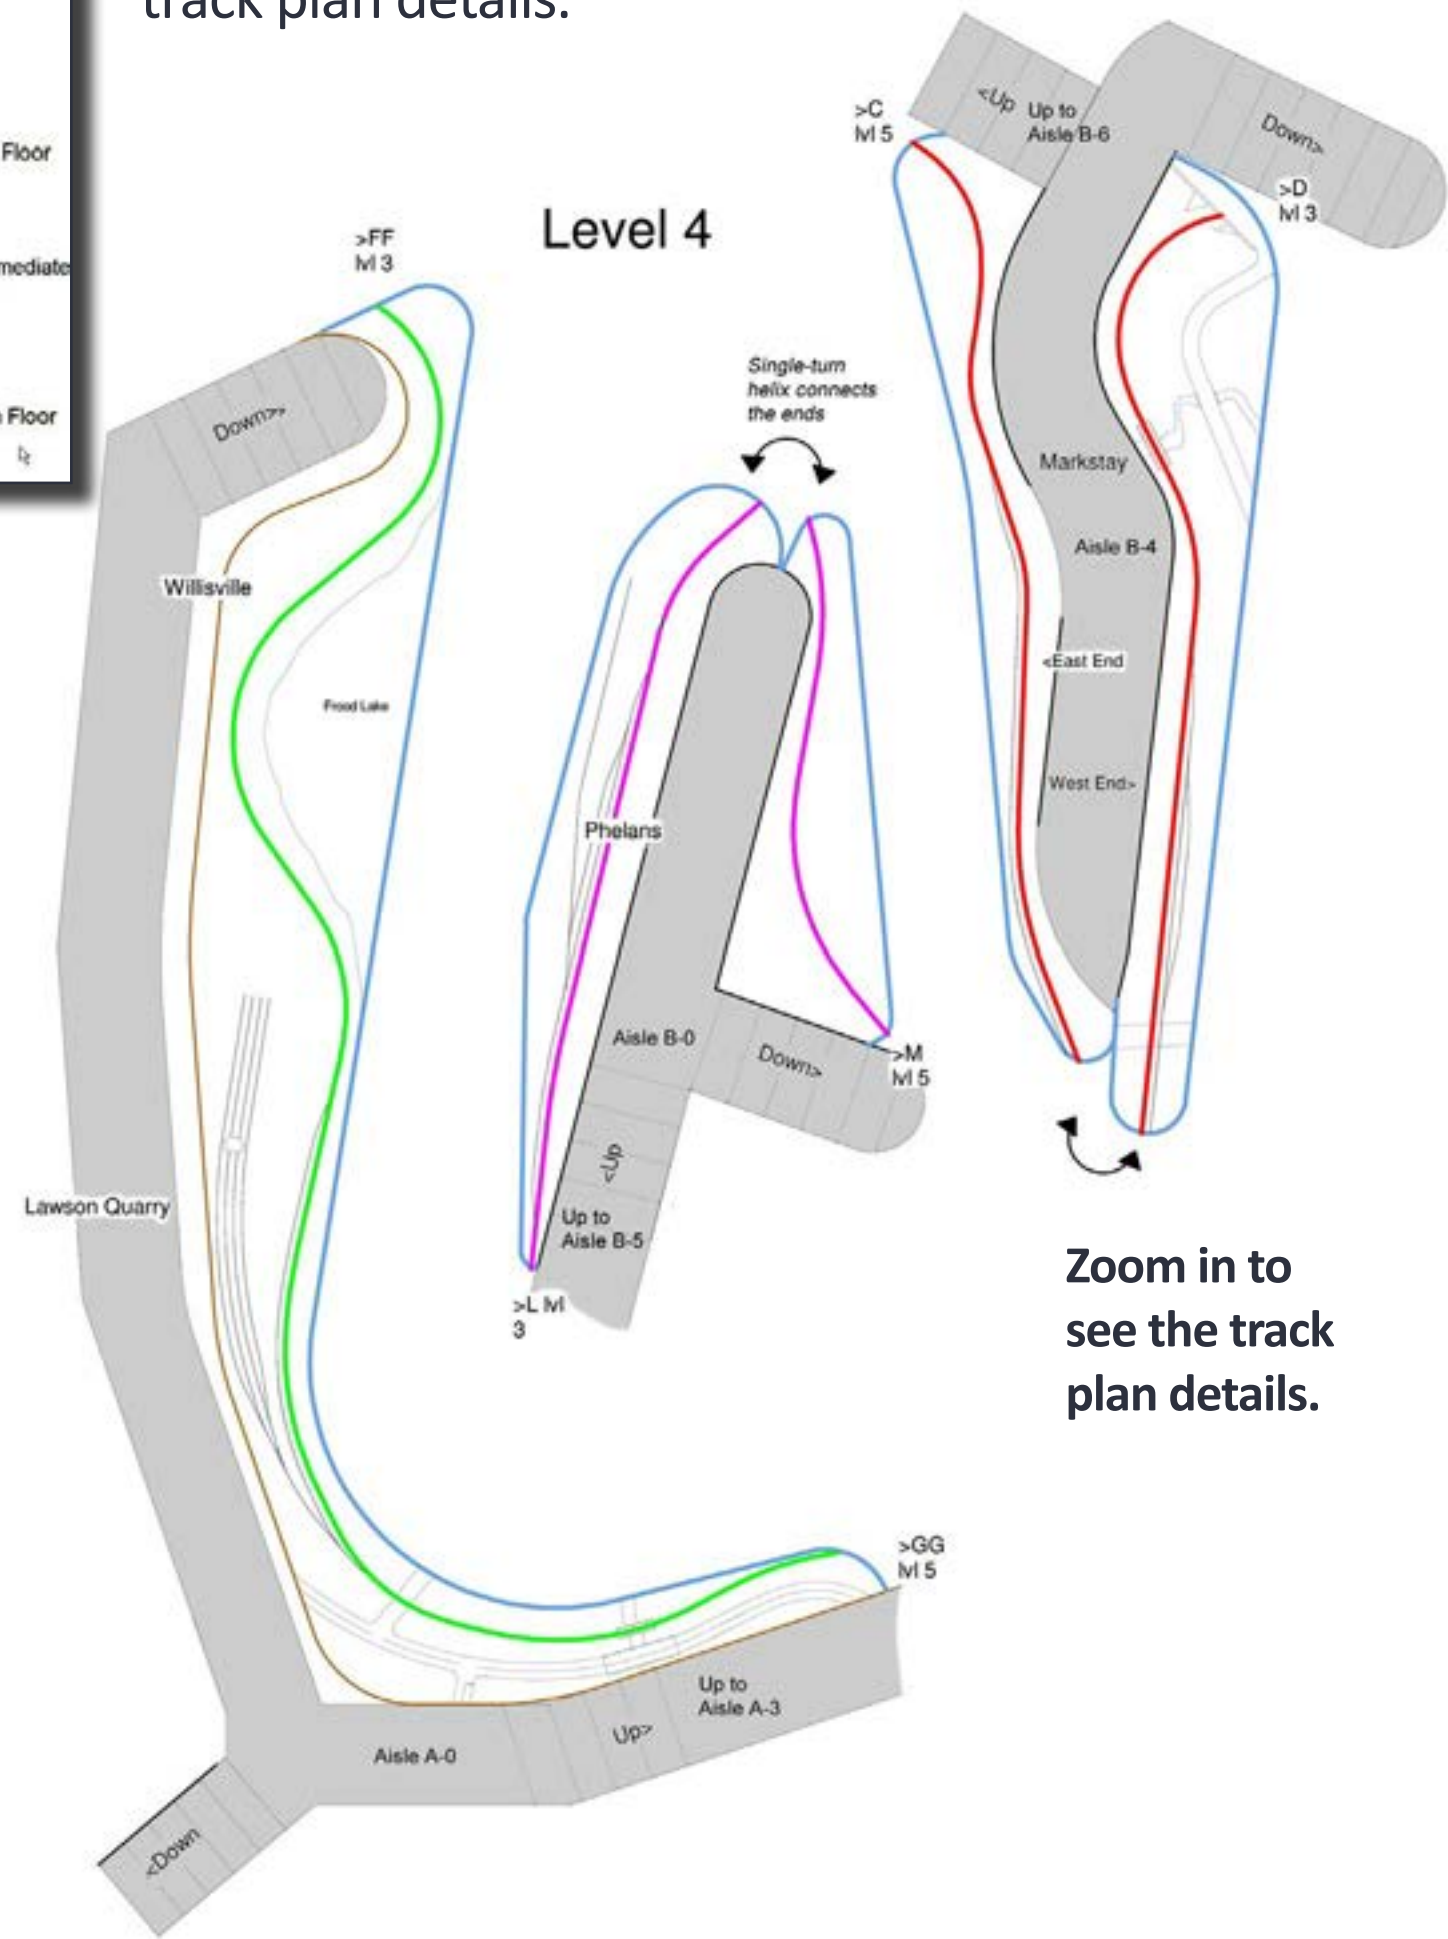 track plan details.
Floor
mediate
Floor
Level 4
>C
lvl 5
<Up
Up to
Aisle B-6
Down>
>D
lvl 3
>FF
lvl 3
Down>>
Single-turn
helix connects
the ends
Markstay
Aisle B-4
<East End
West End>
Willisville
Frood Lake
Phelans
Aisle B-0
Down>
>M
lvl 5
<Up
Up to
Aisle B-5
>L lvl
3
Lawson Quarry
Zoom in to
see the track
plan details.
>GG
lvl 5
Up to
Aisle A-3
Up>
Aisle A-0
<Down